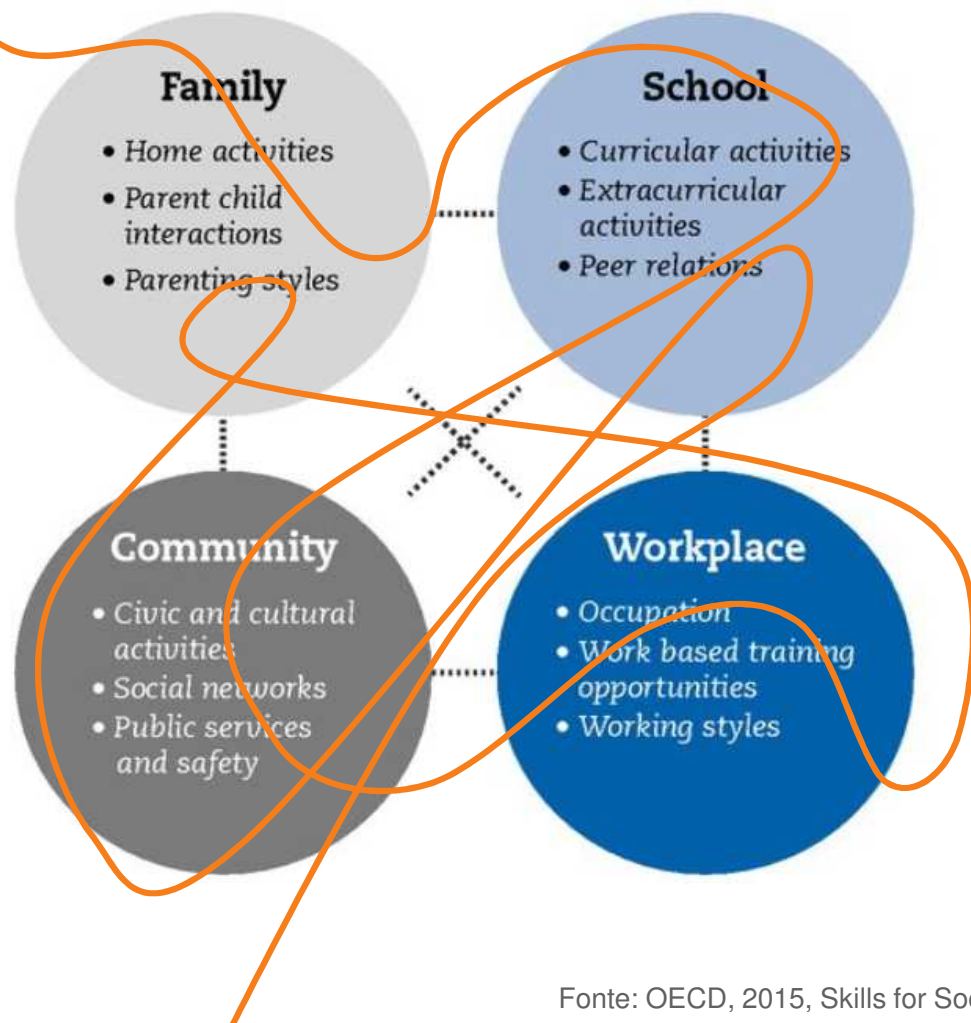 Family
• Home activities
• Parent child
interactions
• Parenting styles
School
• Curricular activities
• Extracurricular
activities
• Peer relations
Community
• Civic and cultural
activities
• Social networks
• Public services
and safety
Workplace
• Occupation
• Work based training
opportunities
• Working styles
Fonte: OECD, 2015, Skills for